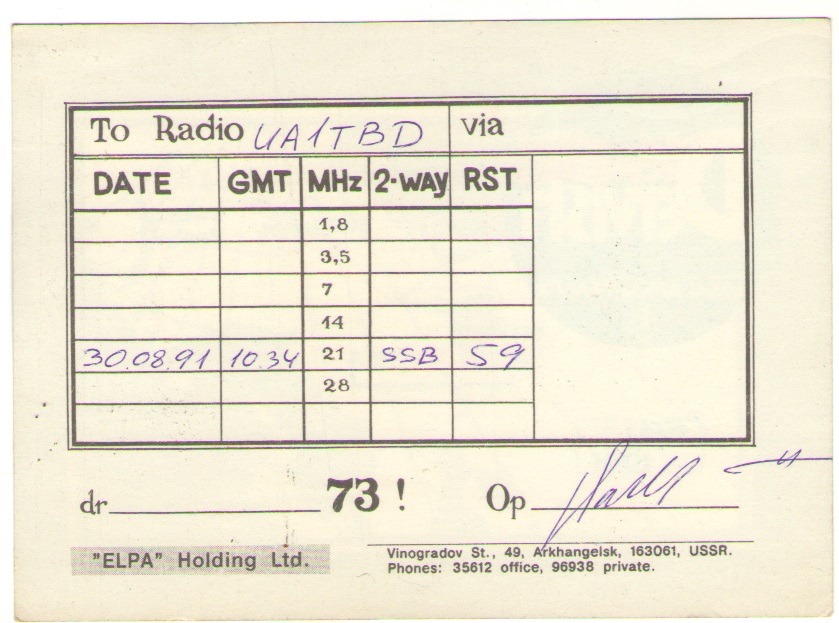 To Radio UA1TBD via
DATE GMT MHz 2-WAY RST
1,8
3,5
7
14
30.08.91 10.34 21 SSB 59
28
dr 73 ! Op
"ELPA" Holding Ltd.
Vinogradov St., 49, Arkhangelsk, 163061, USSR.
Phones: 35612 office, 96938 private.